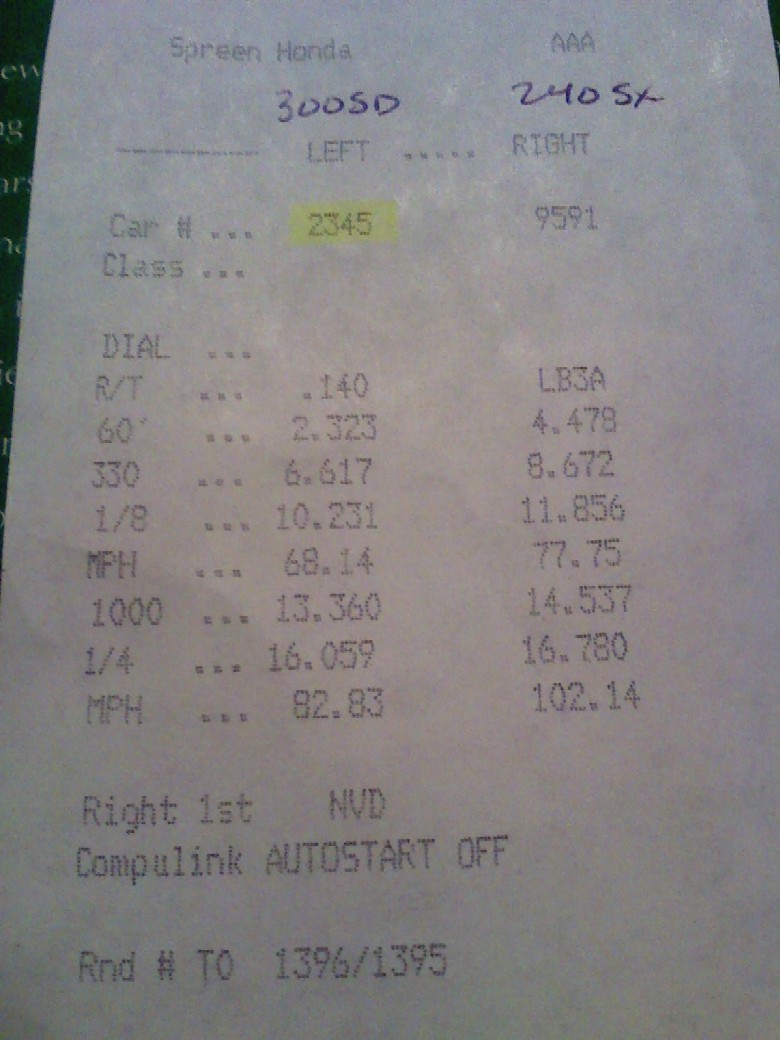 Spreen Honda AAA
300SD 240SX
---------- LEFT ..... RIGHT
Car # ... 2345 9591
Class ...
DIAL ...
R/T ... .140 LB3A
60' ... 2.323 4.478
330 ... 6.617 8.672
1/8 ... 10.231 11.856
MPH ... 68.14 77.75
1000 ... 13.360 14.537
1/4 ... 16.059 16.780
MPH ... 82.83 102.14
Right 1st NVD
Compulink AUTOSTART OFF
Rnd # TO 1396/1395